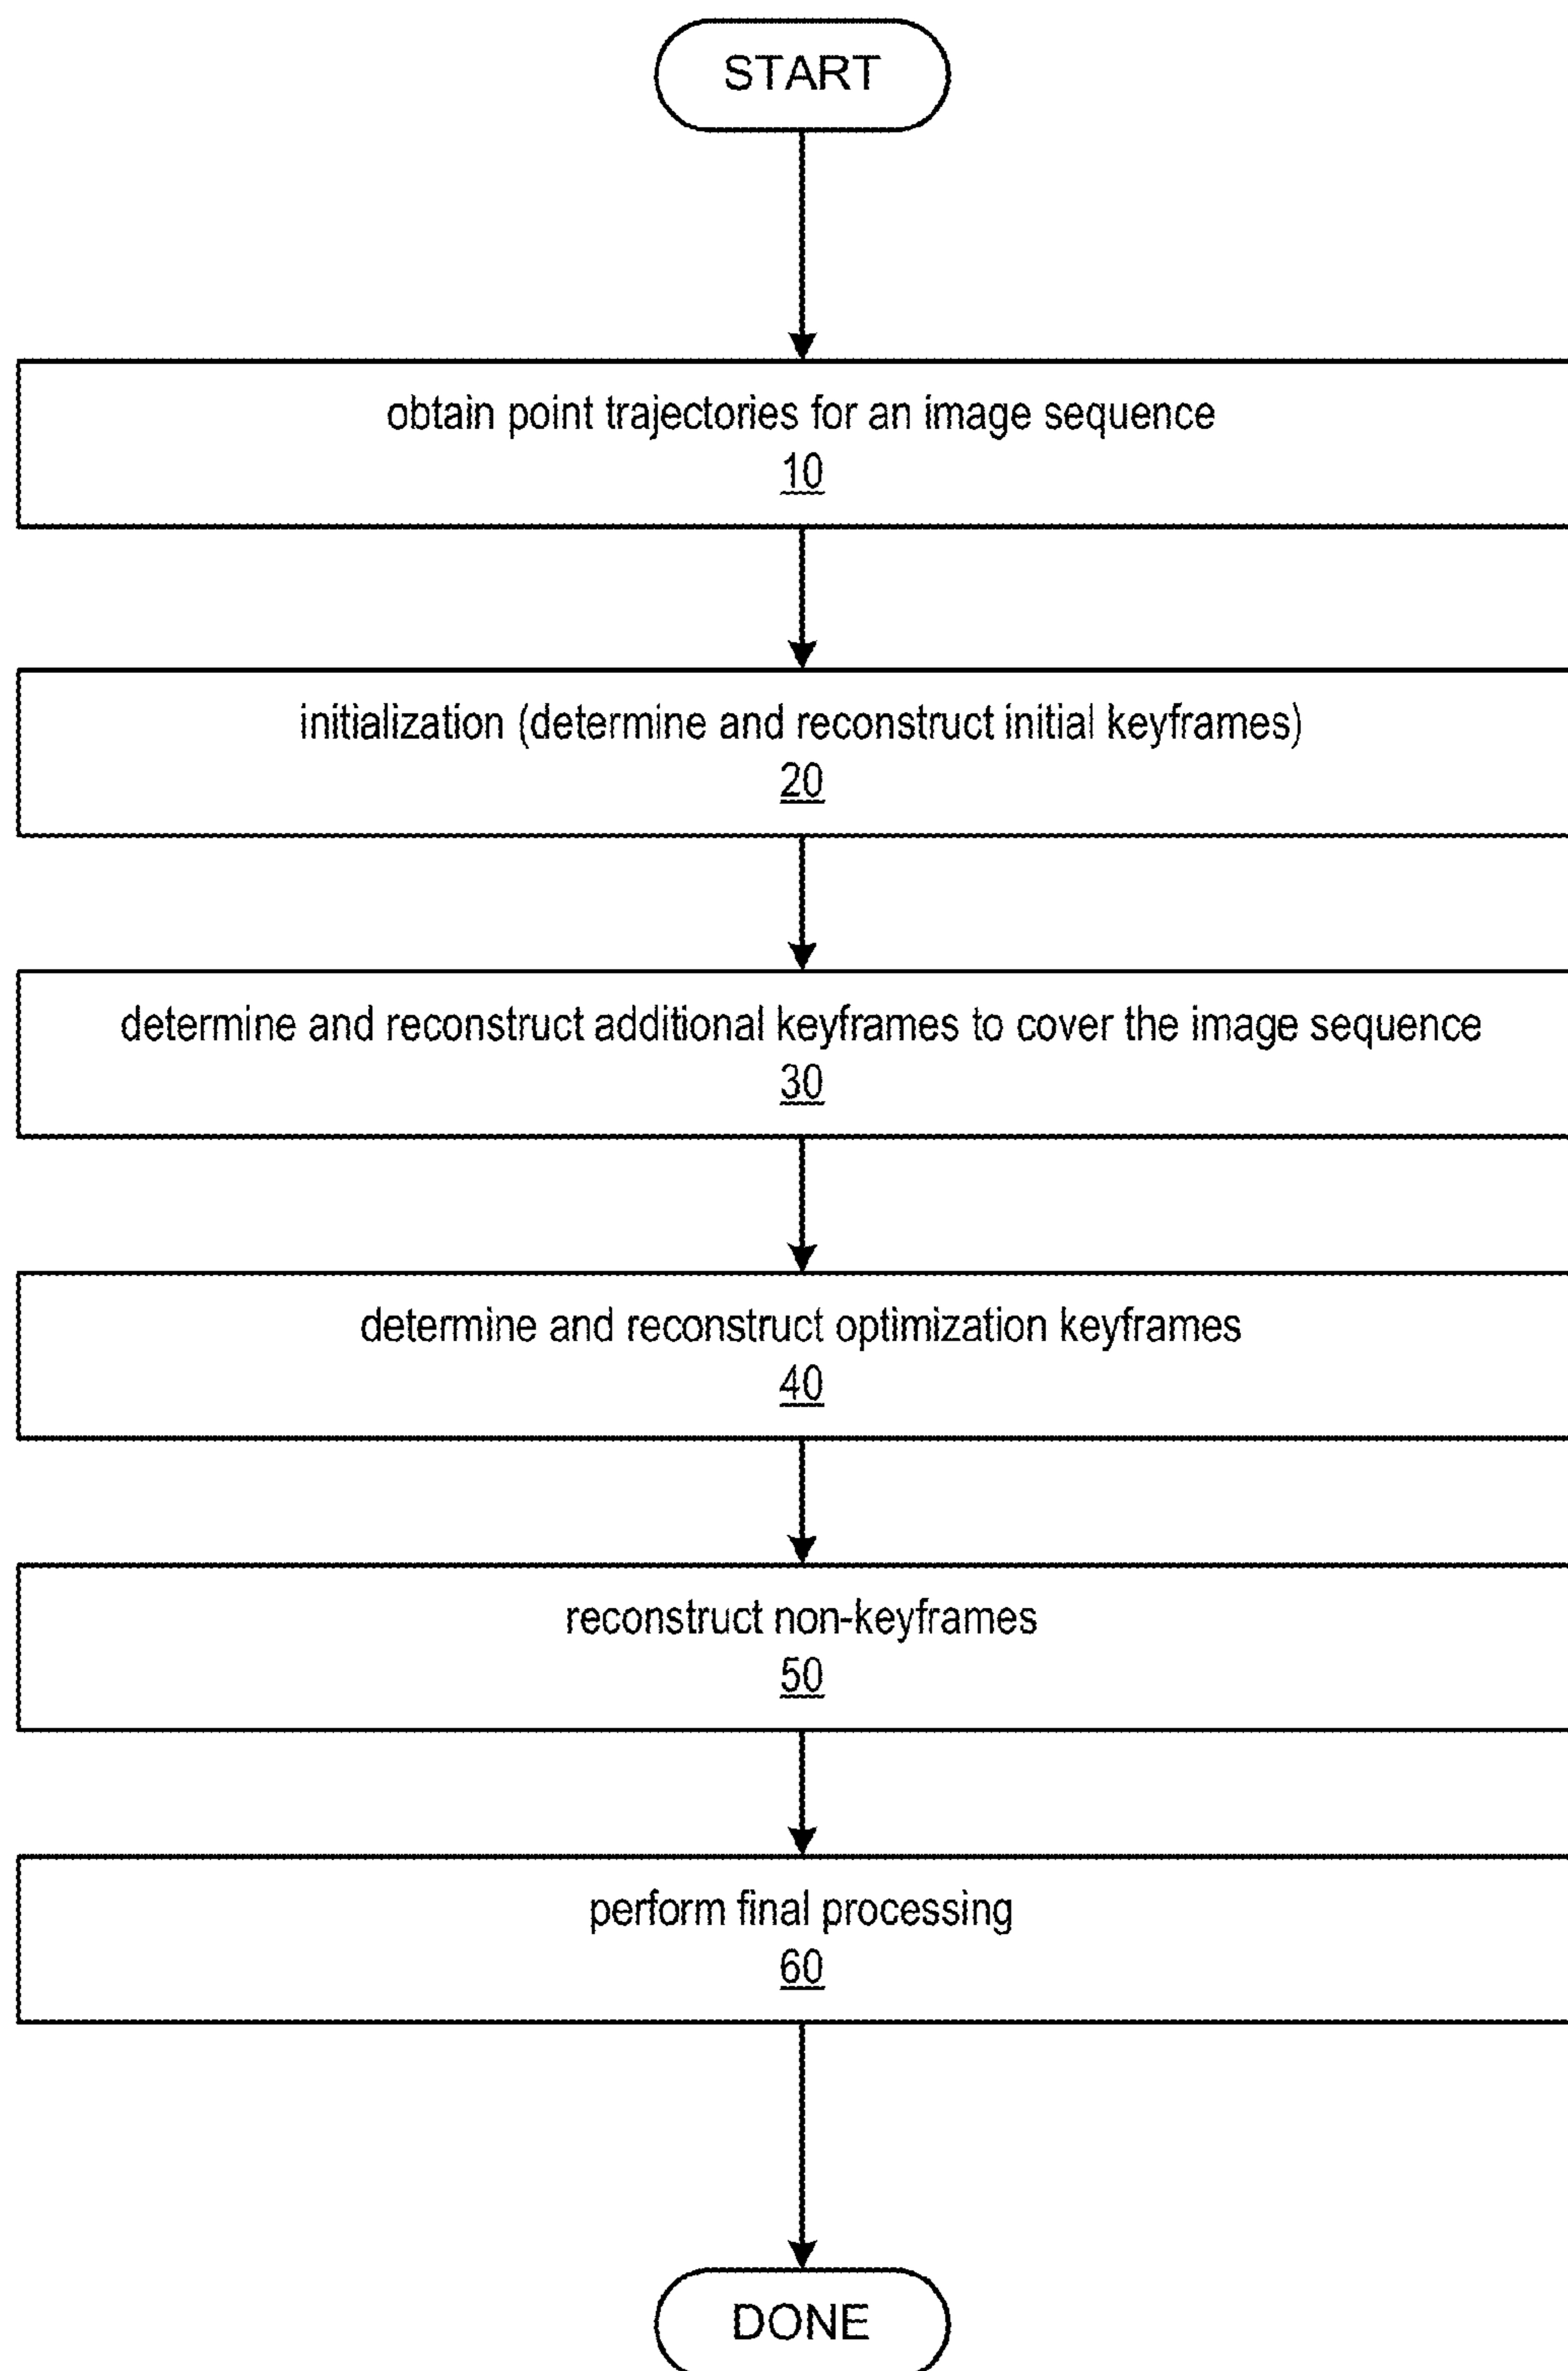 START
obtain point trajectories for an image sequence
10
initialization (determine and reconstruct initial keyframes)
20
determine and reconstruct additional keyframes to cover the image sequence
30
determine and reconstruct optimization keyframes
40
reconstruct non-keyframes
50
perform final processing
60
DONE